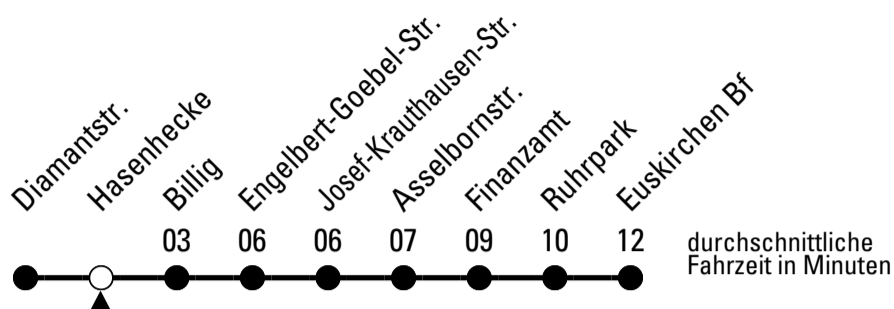 Diamantstr.
Hasenhecke
Billig
Engelbert-Goebel-Str.
Josef-Krauthausen-Str.
Asselbornstr.
Finanzamt
Ruhrpark
Euskirchen Bf
03 06 06 07 09 10 12
durchschnittliche
Fahrzeit in Minuten